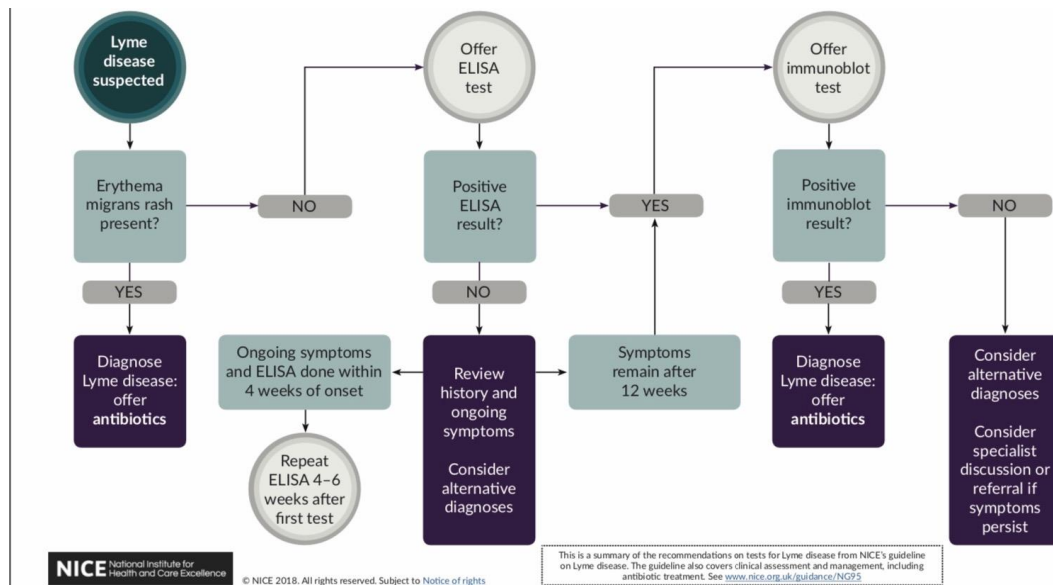 Lyme
disease
suspected
Erythema
migrans rash
present?
NO
YES
Diagnose
Lyme disease:
offer
antibiotics
Offer
ELISA
test
Positive
ELISA
result?
YES
NO
Ongoing symptoms
and ELISA done within
4 weeks of onset
Repeat
ELISA 4–6
weeks after
first test
Review
history and
ongoing
symptoms
Consider
alternative
diagnoses
Symptoms
remain after
12 weeks
Offer
immunoblot
test
Positive
immunoblot
result?
NO
YES
Diagnose
Lyme disease:
offer
antibiotics
Consider
alternative
diagnoses
Consider
specialist
discussion or
referral if
symptoms
persist
NICE National Institute for
Health and Care Excellence
© NICE 2018. All rights reserved. Subject to Notice of rights
This is a summary of the recommendations on tests for Lyme disease from NICE's guideline
on Lyme disease. The guideline also covers clinical assessment and management, including
antibiotic treatment. See www.nice.org.uk/guidance/NG95